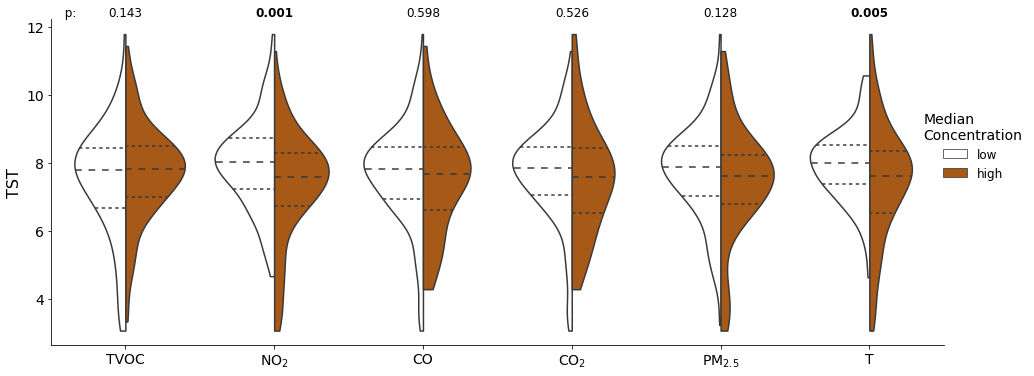 p: 0.143 0.001 0.598 0.526 0.128 0.005
12
10
8
6
4
TST
TVOC NO₂ CO CO₂ PM₂.₅ T
Median
Concentration
low
high